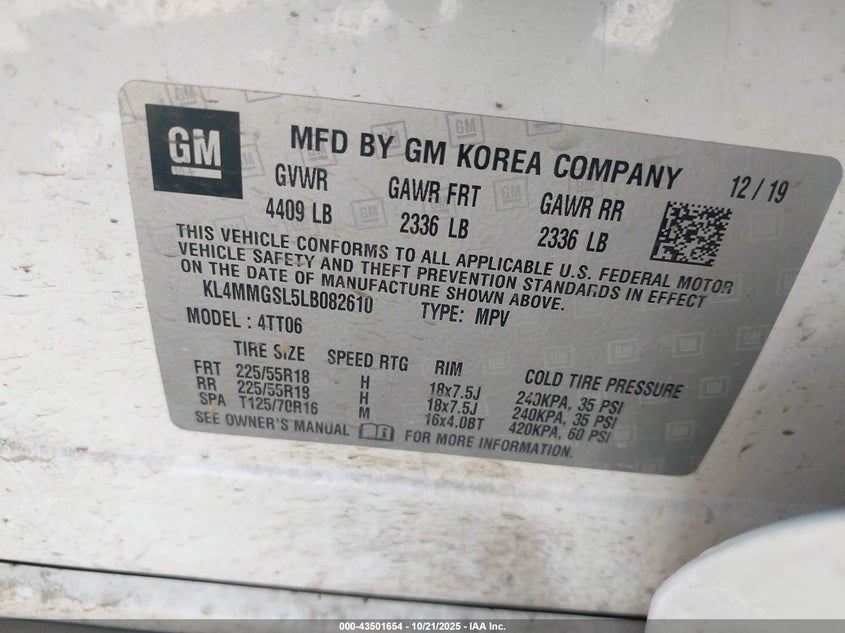 GM
MFD BY GM KOREA COMPANY 12/19
GVWR GAWR FRT GAWR RR
4409 LB 2336 LB 2336 LB
THIS VEHICLE CONFORMS TO ALL APPLICABLE U.S. FEDERAL MOTOR
VEHICLE SAFETY AND THEFT PREVENTION STANDARDS IN EFFECT
ON THE DATE OF MANUFACTURE SHOWN ABOVE.
KL4MMGSL5LB082610 TYPE: MPV
MODEL : 4TT06
TIRE SIZE SPEED RTG RIM COLD TIRE PRESSURE
FRT 225/55R18 H 18x7.5J 240KPA, 35 PSI
RR 225/55R19 H 18x7.5J 240KPA, 35 PSI
SPA T125/70R16 M 16x4.0BT 420KPA, 60 PSI
SEE OWNER'S MANUAL FOR MORE INFORMATION.
000-43501654 - 10/21/2025 - IAA Inc.